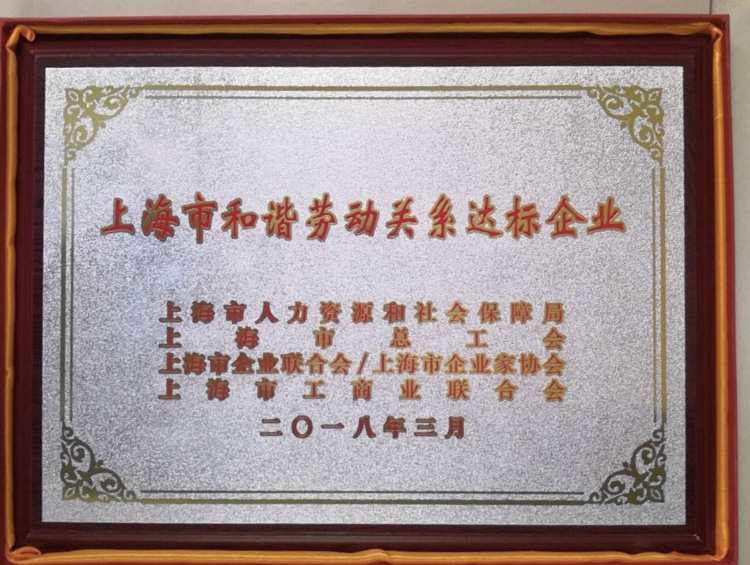 上海市和谐劳动关系达标企业
上海市人力资源和社会保障局
上海市总工会
上海市企业联合会/上海市企业家协会
上海市工商业联合会
二〇一八年三月